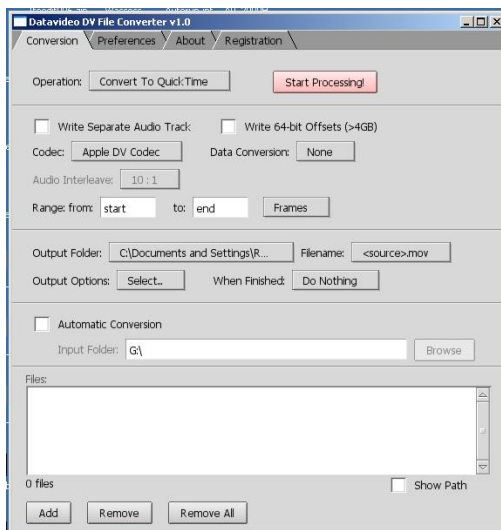 Datavideo DV File Converter v1.0
Conversion Preferences About Registration
Operation: Convert To QuickTime Start Processing!
Write Separate Audio Track Write 64-bit Offsets (>4GB)
Codec: Apple DV Codec Data Conversion: None
Audio Interleave: 10 : 1
Range: from: start to: end Frames
Output Folder: C:\Documents and Settings\R... Filename: <source>.mov
Output Options: Select.. When Finished: Do Nothing
Automatic Conversion
Input Folder: G:\ Browse
Files:
0 files Show Path
Add Remove Remove All